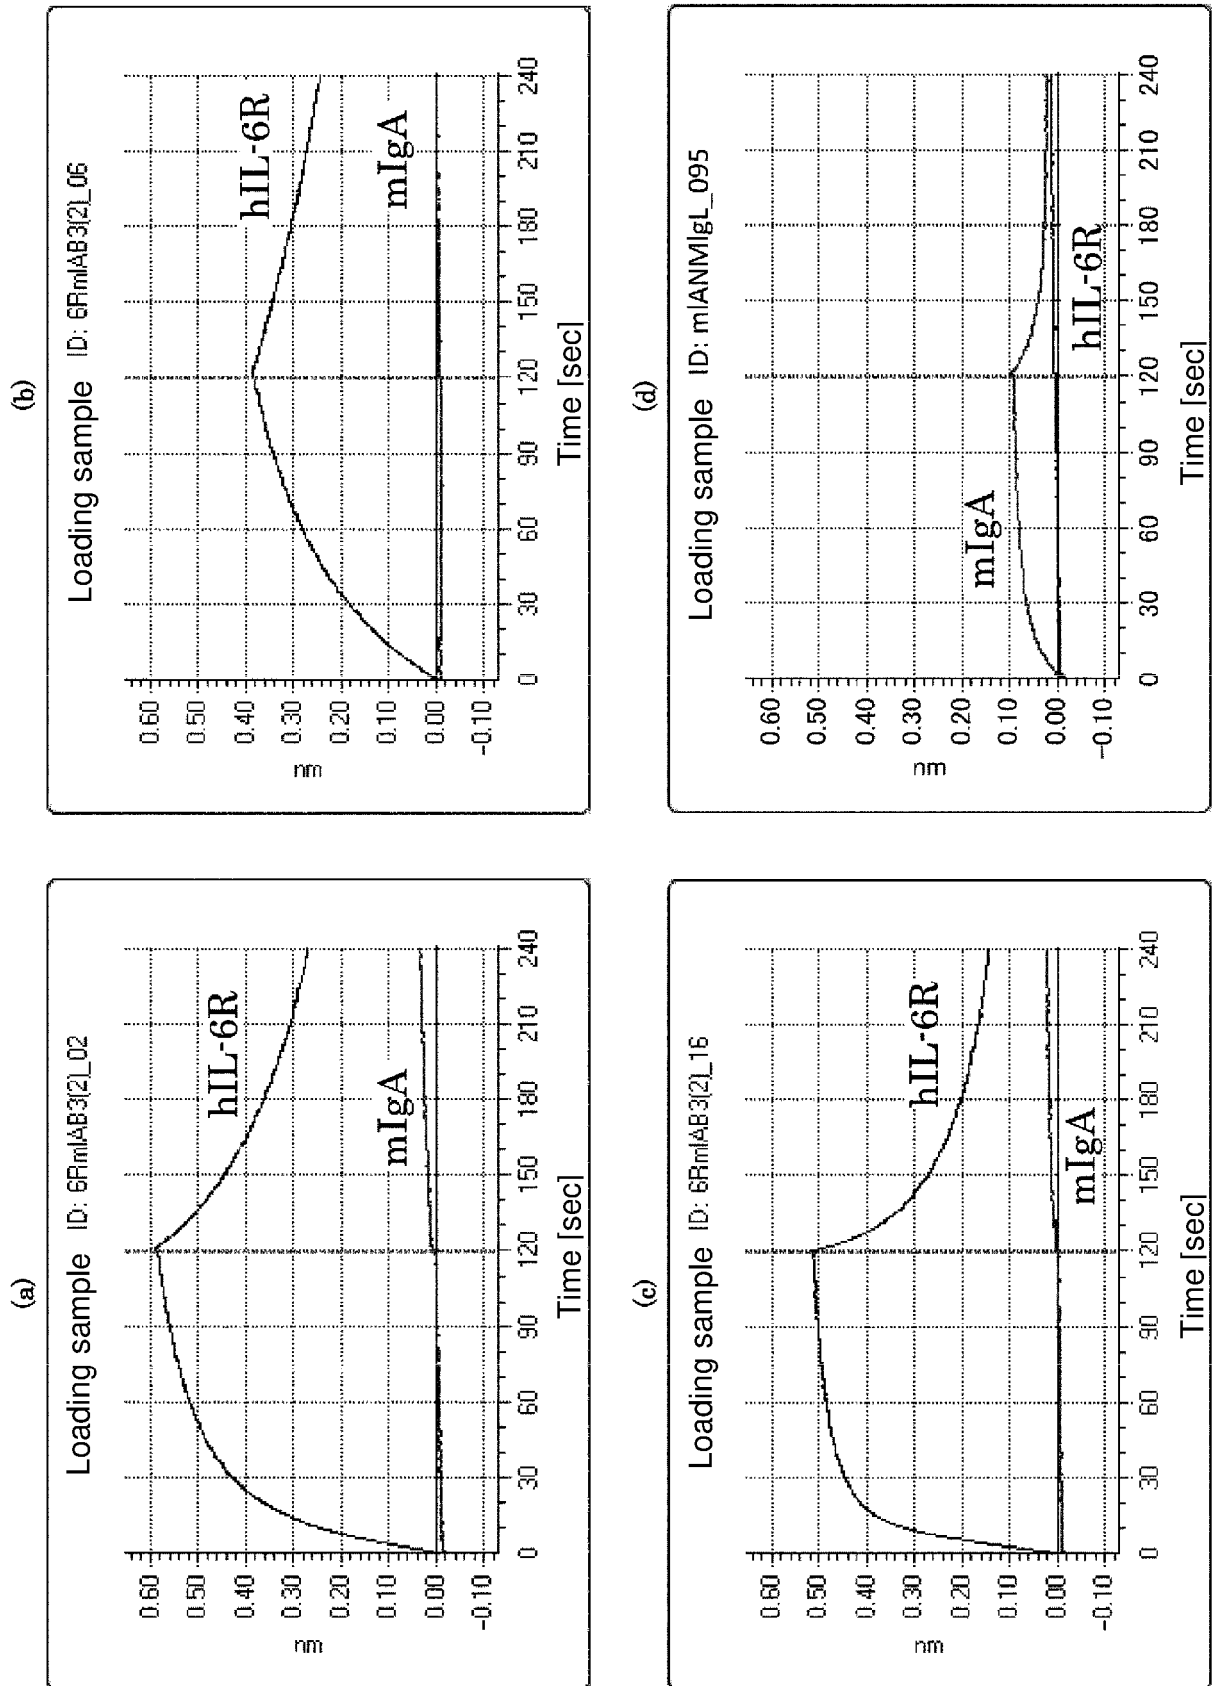 (a)
Loading sample ID: 6RmIAB3(2)_02
nm
0.60
0.50
0.40
0.30
0.20
0.10
0.00
-0.10
hIL-6R
mIgA
0 30 60 90 120 150 180 210 240
Time [sec]
(b)
Loading sample ID: 6RmIAB3(2)_06
nm
0.60
0.50
0.40
0.30
0.20
0.10
0.00
-0.10
hIL-6R
mIgA
0 30 60 90 120 150 180 210 240
Time [sec]
(c)
Loading sample ID: 6RmIAB3(2)_16
nm
0.60
0.50
0.40
0.30
0.20
0.10
0.00
-0.10
hIL-6R
mIgA
0 30 60 90 120 150 180 210 240
Time [sec]
(d)
Loading sample ID: mIANMIgL_095
nm
0.60
0.50
0.40
0.30
0.20
0.10
0.00
-0.10
mIgA
hIL-6R
0 30 60 90 120 150 180 210 240
Time [sec]